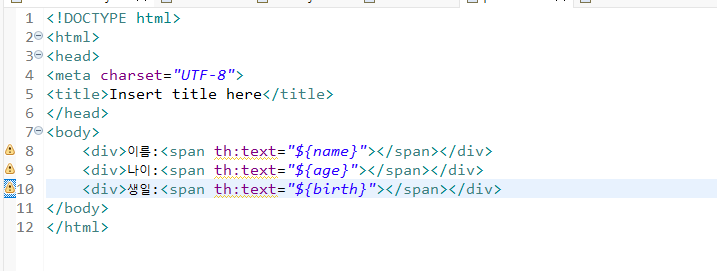 1 <!DOCTYPE html>
2 <html>
3 <head>
4 <meta charset="UTF-8">
5 <title>Insert title here</title>
6 </head>
7 <body>
8     <div>이름:<span th:text="${name}"></span></div>
9     <div>나이:<span th:text="${age}"></span></div>
10     <div>생일:<span th:text="${birth}"></span></div>
11 </body>
12 </html>